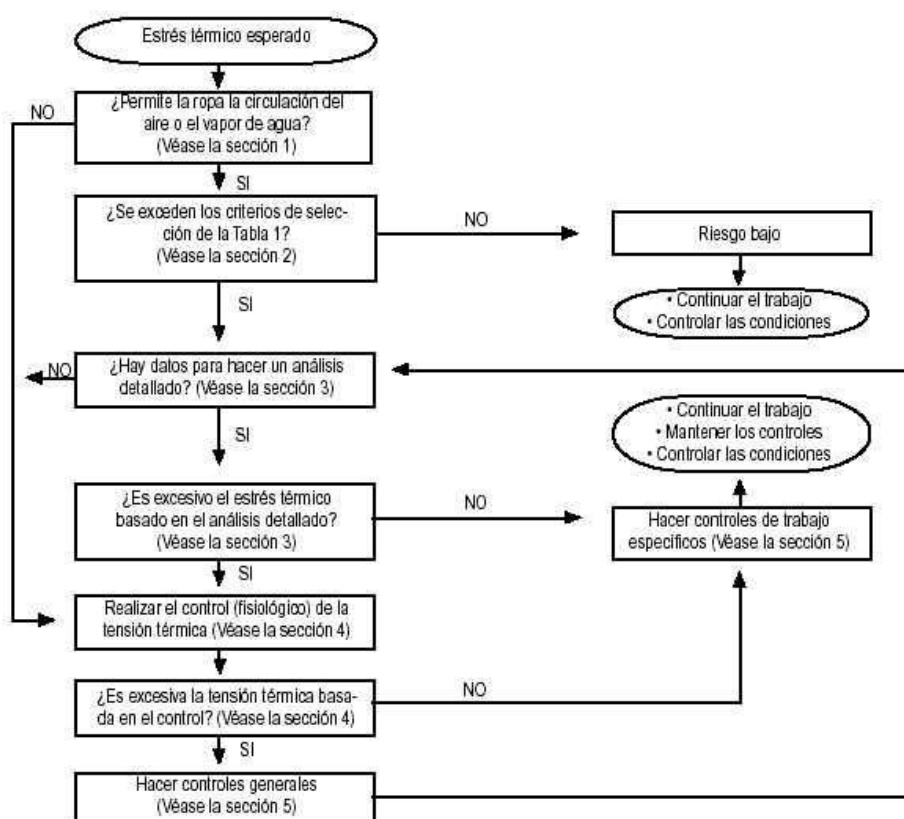 Estrés térmico esperado
NO
¿Permite la ropa la circulación del
aire o el vapor de agua?
(Véase la sección 1)
SI
¿Se exceden los criterios de selec-
ción de la Tabla 1?
(Véase la sección 2)
NO
Riesgo bajo
• Continuar el trabajo
• Controlar las condiciones
SI
NO
¿Hay datos para hacer un análisis
detallado? (Véase la sección 3)
SI
• Continuar el trabajo
• Mantener los controles
• Controlar las condiciones
¿Es excesivo el estrés térmico
basado en el análisis detallado?
(Véase la sección 3)
NO
Hacer controles de trabajo
específicos (Véase la sección 5)
SI
Realizar el control (fisiológico) de la
tensión térmica (Véase la sección 4)
¿Es excesiva la tensión térmica basa-
da en el control? (Véase la sección 4)
NO
SI
Hacer controles generales
(Véase la sección 5)